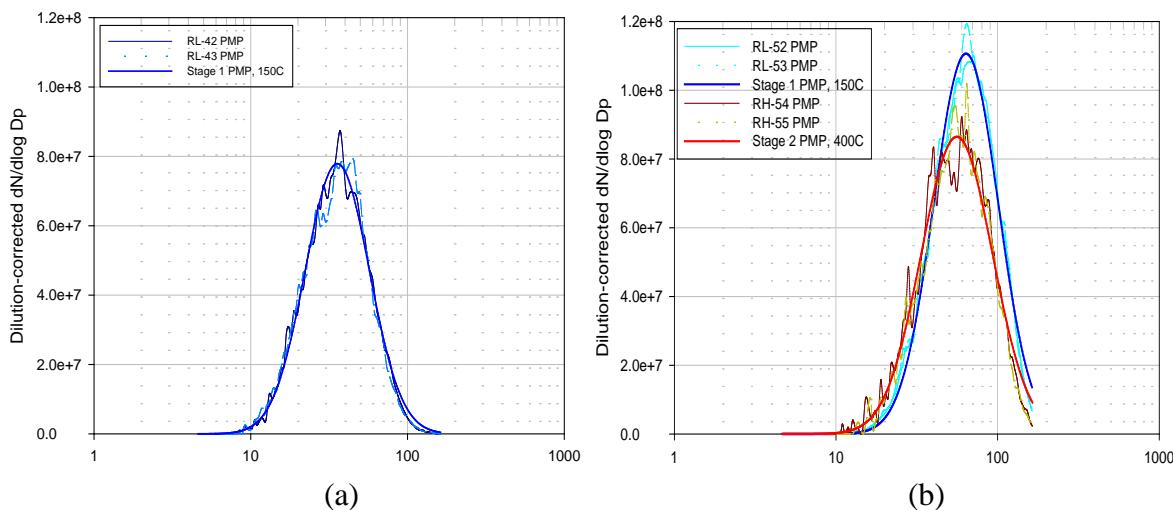 1.2e+8
1.0e+8
8.0e+7
6.0e+7
4.0e+7
2.0e+7
0.0
Dilution-corrected dN/dlog Dp
RL-42 PMP
RL-43 PMP
Stage 1 PMP, 150C
1
10
100
1000
(a)
1.2e+8
1.0e+8
8.0e+7
6.0e+7
4.0e+7
2.0e+7
0.0
Dilution-corrected dN/dlog Dp
RL-52 PMP
RL-53 PMP
Stage 1 PMP, 150C
RH-54 PMP
RH-55 PMP
Stage 2 PMP, 400C
1
10
100
1000
(b)